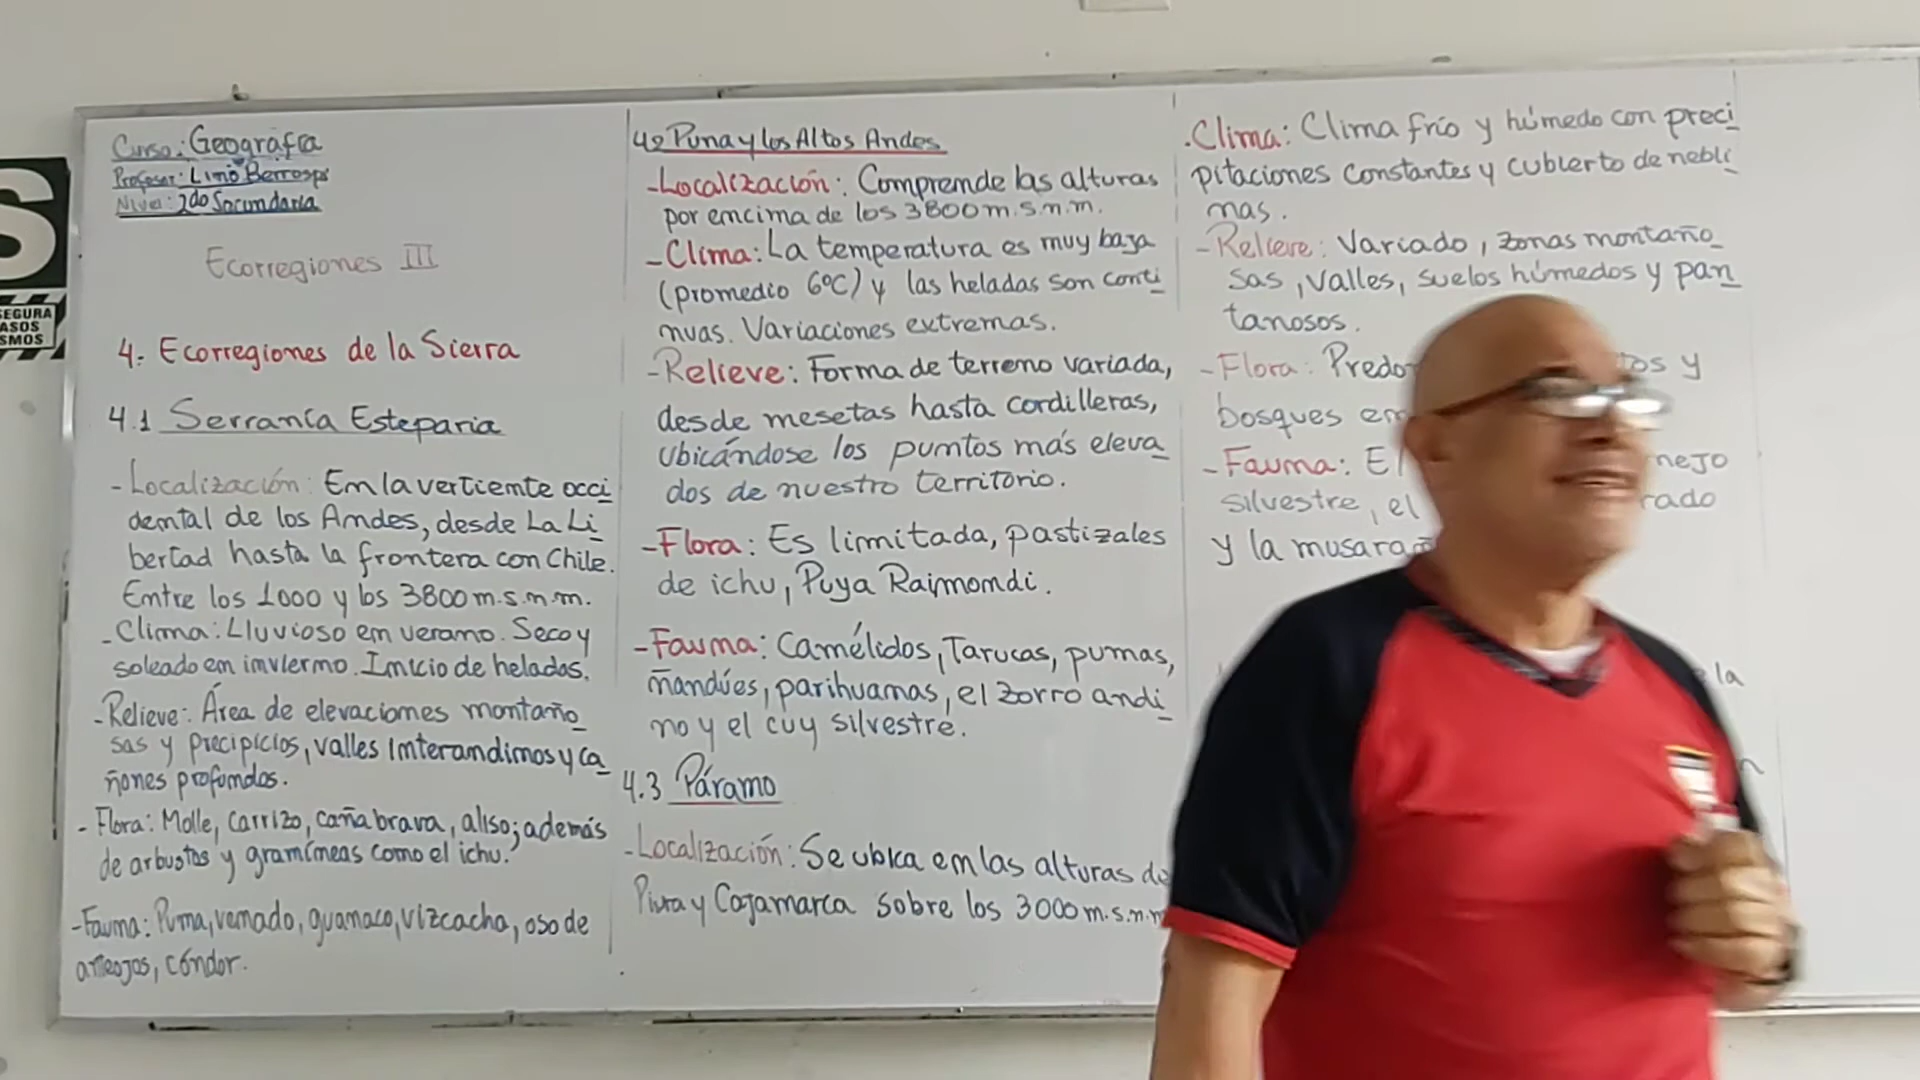 Curso: Geografía
Profesor: Lino Berrospi
Nivel: 2do Secundaria
Ecorregiones III
4. Ecorregiones de la Sierra
4.1 Serranía Esteparia
-Localización: En la vertiente occi
dental de los Andes, desde La Li
bertad hasta la frontera con Chile.
Entre los 1000 y los 3800 m.s.n.m.
-Clima: Lluvioso en verano. Seco y
soleado en invierno. Inicio de heladas.
-Relieve: Área de elevaciones montaño
sas y precipicios, valles interandinos y ca
ñones profundos.
- Flora: Molle, carrizo, caña brava, aliso; además
de arbustos y gramíneas como el ichu.
-Fauna: Puma, venado, guanaco, vizcacha, oso de
anteojos, cóndor.
4.2 Puna y los Altos Andes
-Localización: Comprende las alturas
por encima de los 3800 m.s.n.m.
-Clima: La temperatura es muy baja
(promedio 6°C) y las heladas son conti
nuas. Variaciones extremas.
-Relieve: Forma de terreno variada,
desde mesetas hasta cordilleras,
ubicándose los puntos más eleva
dos de nuestro territorio.
-Flora: Es limitada, pastizales
de ichu, Puya Raimondi.
-Fauna: Camélidos, Tarucas, pumas,
ñandúes, parihuanas, el zorro andi
no y el cuy silvestre.
4.3 Páramo
-Localización: Se ubica en las alturas de
Piura y Cajamarca sobre los 3000 m.s.n.m
.Clima: Clima frío y húmedo con preci
pitaciones constantes y cubierto de nebli
nas.
-Relieve: Variado, zonas montaño
sas, valles, suelos húmedos y pan
tanosos.
-Flora: y
bosques
-Fauna:
silvestre, el
y la
la
S
SEGURA
ASOS
SMOS